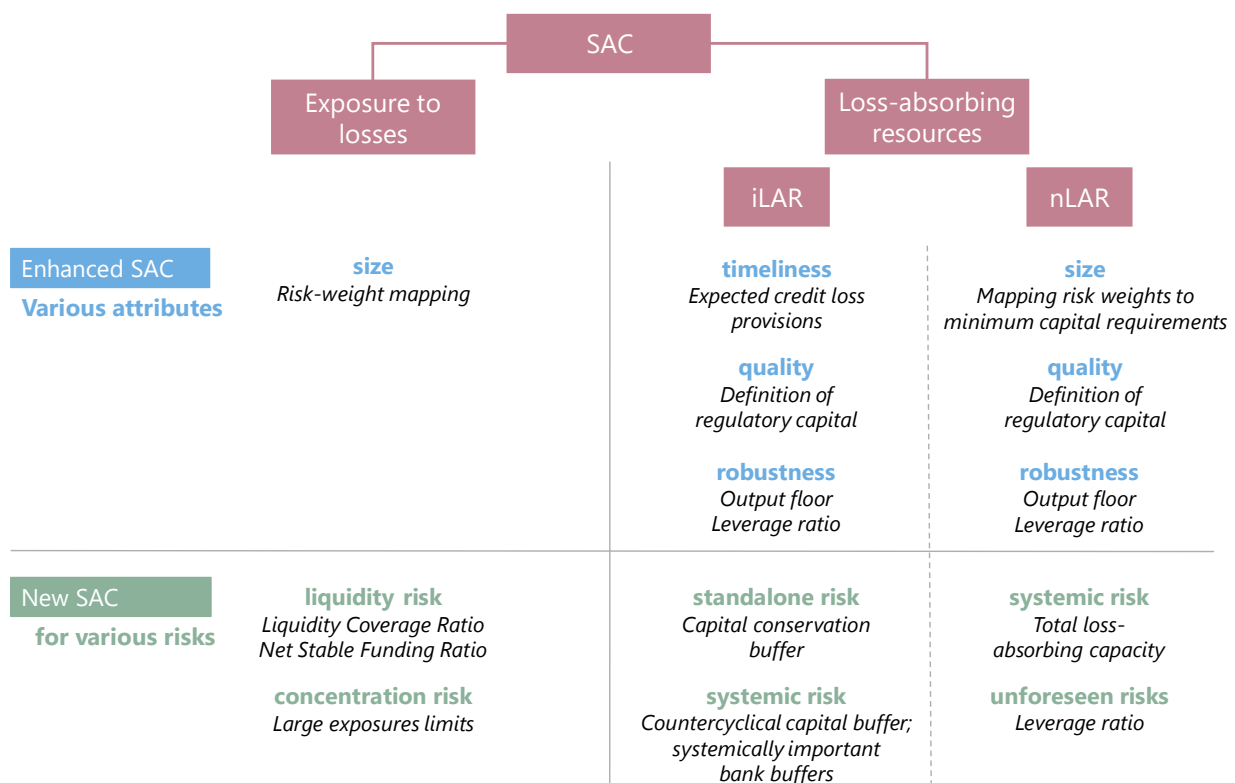 SAC
Exposure to
losses
Loss-absorbing
resources
iLAR
nLAR
Enhanced SAC
Various attributes
size
Risk-weight mapping
timeliness
Expected credit loss
provisions
size
Mapping risk weights to
minimum capital requirements
quality
Definition of
regulatory capital
quality
Definition of
regulatory capital
robustness
Output floor
Leverage ratio
robustness
Output floor
Leverage ratio
New SAC
for various risks
liquidity risk
Liquidity Coverage Ratio
Net Stable Funding Ratio
standalone risk
Capital conservation
buffer
systemic risk
Total loss-
absorbing capacity
concentration risk
Large exposures limits
systemic risk
Countercyclical capital buffer;
systemically important
bank buffers
unforeseen risks
Leverage ratio